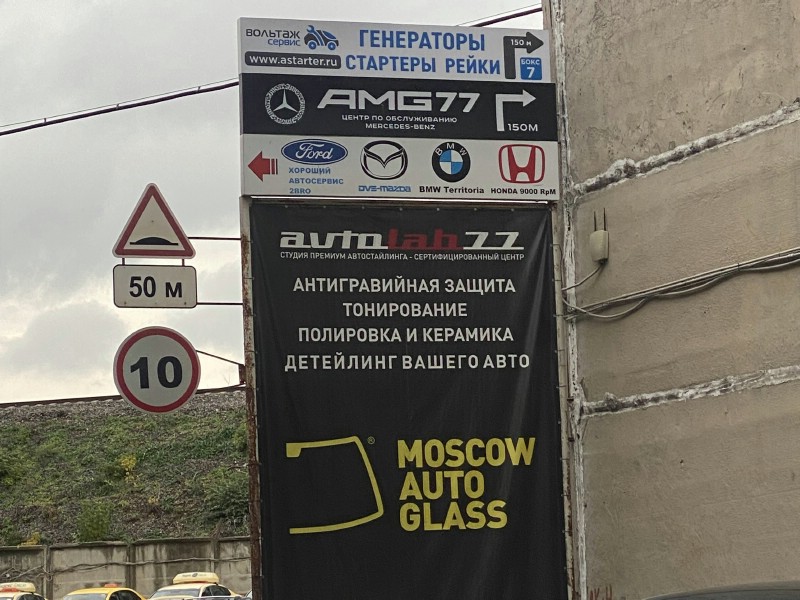 ВОЛЬТАЖ
сервис
www.astarter.ru
ГЕНЕРАТОРЫ
СТАРТЕРЫ РЕЙКИ
150 м
БОКС
7
AMG77
ЦЕНТР ПО ОБСЛУЖИВАНИЮ
MERCEDES-BENZ
150М
Ford
ХОРОШИЙ
АВТОСЕРВИС
2BRO
DVS-MAZDA
BMW
BMW Territoria
HONDA 9000 RpM
50 м
10
avtolab77
СТУДИЯ ПРЕМИУМ АВТОСТАЙЛИНГА - СЕРТИФИЦИРОВАННЫЙ ЦЕНТР
АНТИГРАВИЙНАЯ ЗАЩИТА
ТОНИРОВАНИЕ
ПОЛИРОВКА И КЕРАМИКА
ДЕТЕЙЛИНГ ВАШЕГО АВТО
®
MOSCOW
AUTO
GLASS